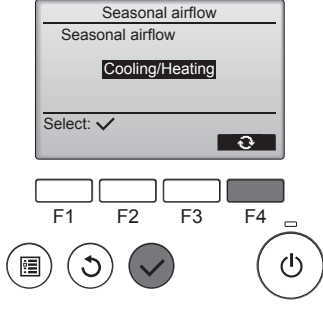 Seasonal airflow
Seasonal airflow
Cooling/Heating
Select:
F1 F2 F3 F4